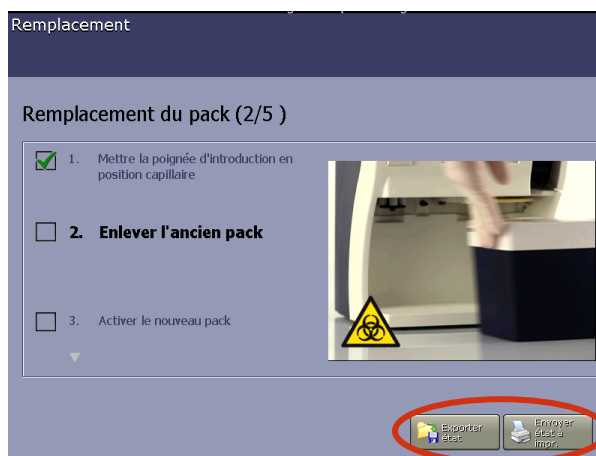 Remplacement
Remplacement du pack (2/5 )
1. Mettre la poignée d'introduction en
position capillaire
2. Enlever l'ancien pack
3. Activer le nouveau pack
Exporter
état
Envoyer
état à
impr.